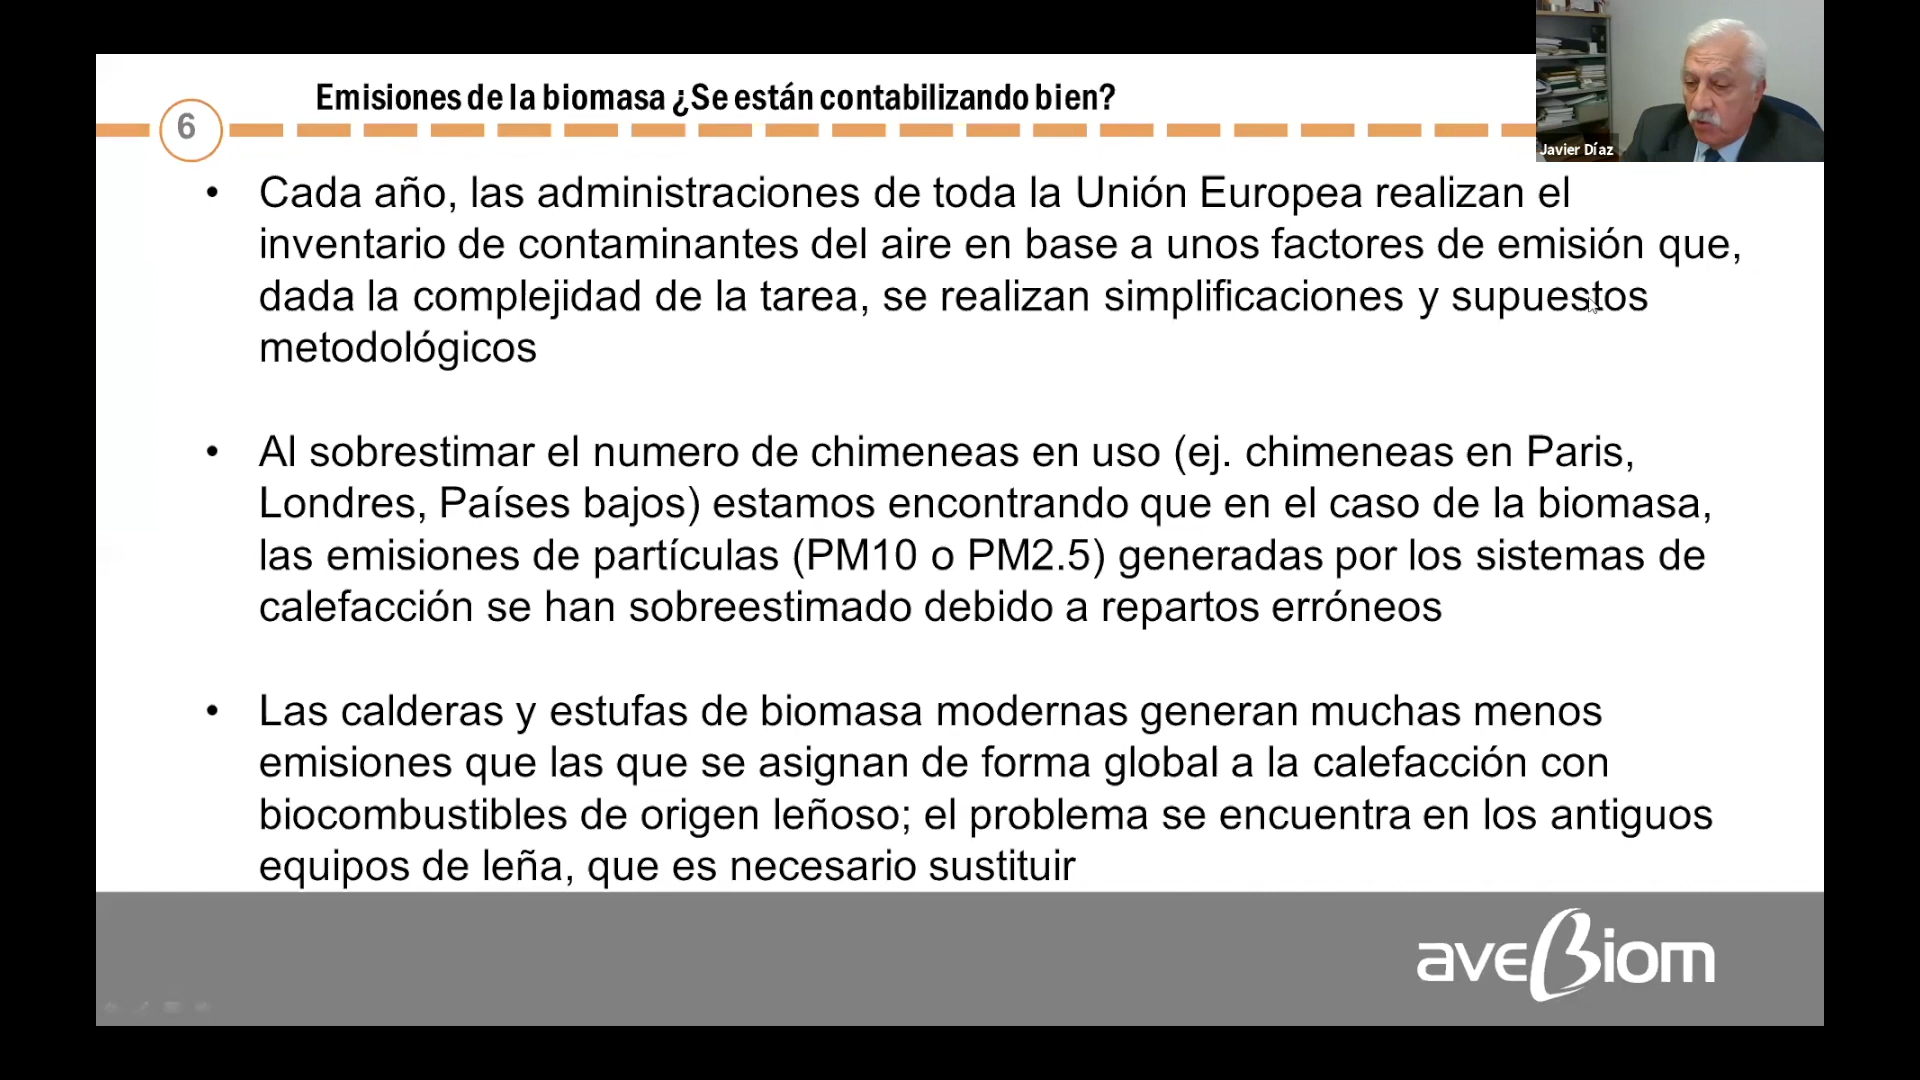 Emisiones de la biomasa ¿Se están contabilizando bien?
6
Javier Díaz
• Cada año, las administraciones de toda la Unión Europea realizan el
inventario de contaminantes del aire en base a unos factores de emisión que,
dada la complejidad de la tarea, se realizan simplificaciones y supuestos
metodológicos
• Al sobrestimar el numero de chimeneas en uso (ej. chimeneas en Paris,
Londres, Países bajos) estamos encontrando que en el caso de la biomasa,
las emisiones de partículas (PM10 o PM2.5) generadas por los sistemas de
calefacción se han sobreestimado debido a repartos erróneos
• Las calderas y estufas de biomasa modernas generan muchas menos
emisiones que las que se asignan de forma global a la calefacción con
biocombustibles de origen leñoso; el problema se encuentra en los antiguos
equipos de leña, que es necesario sustituir
aveBiom